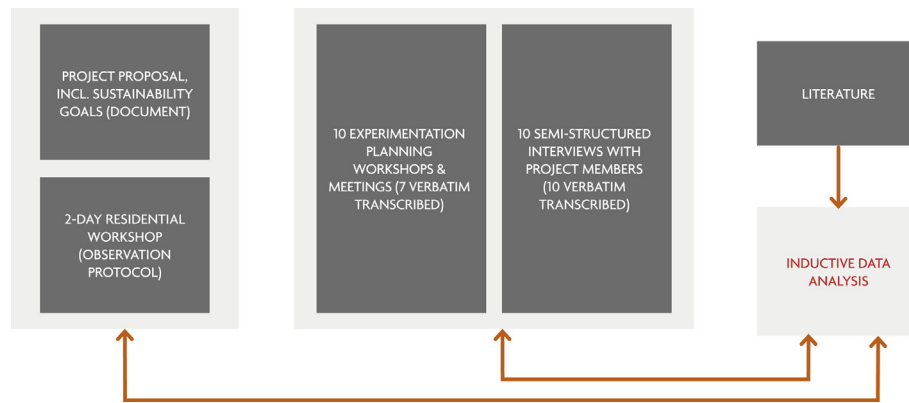 PROJECT PROPOSAL,
INCL. SUSTAINABILITY
GOALS (DOCUMENT)
2-DAY RESIDENTIAL
WORKSHOP
(OBSERVATION
PROTOCOL)
10 EXPERIMENTATION
PLANNING
WORKSHOPS &
MEETINGS (7 VERBATIM
TRANSCRIBED)
10 SEMI-STRUCTURED
INTERVIEWS WITH
PROJECT MEMBERS
(10 VERBATIM
TRANSCRIBED)
LITERATURE
INDUCTIVE DATA
ANALYSIS